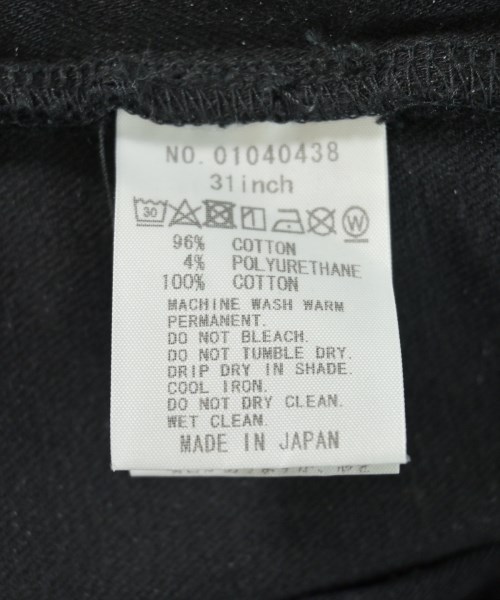 NO. 01040438
31inch
30 W
96% COTTON
4% POLYURETHANE
100% COTTON
MACHINE WASH WARM
PERMANENT.
DO NOT BLEACH.
DO NOT TUMBLE DRY.
DRIP DRY IN SHADE.
COOL IRON.
DO NOT DRY CLEAN.
WET CLEAN.
MADE IN JAPAN